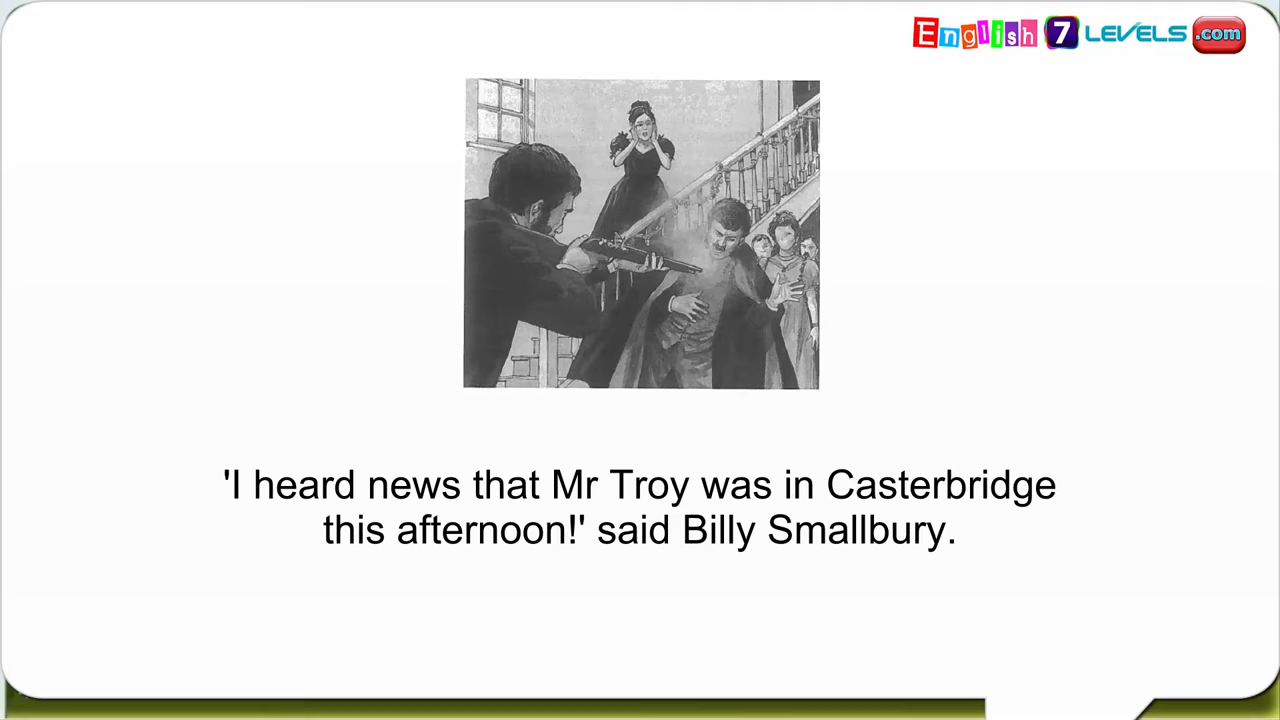 English 7 LEVELS .com
'I heard news that Mr Troy was in Casterbridge
this afternoon!' said Billy Smallbury.